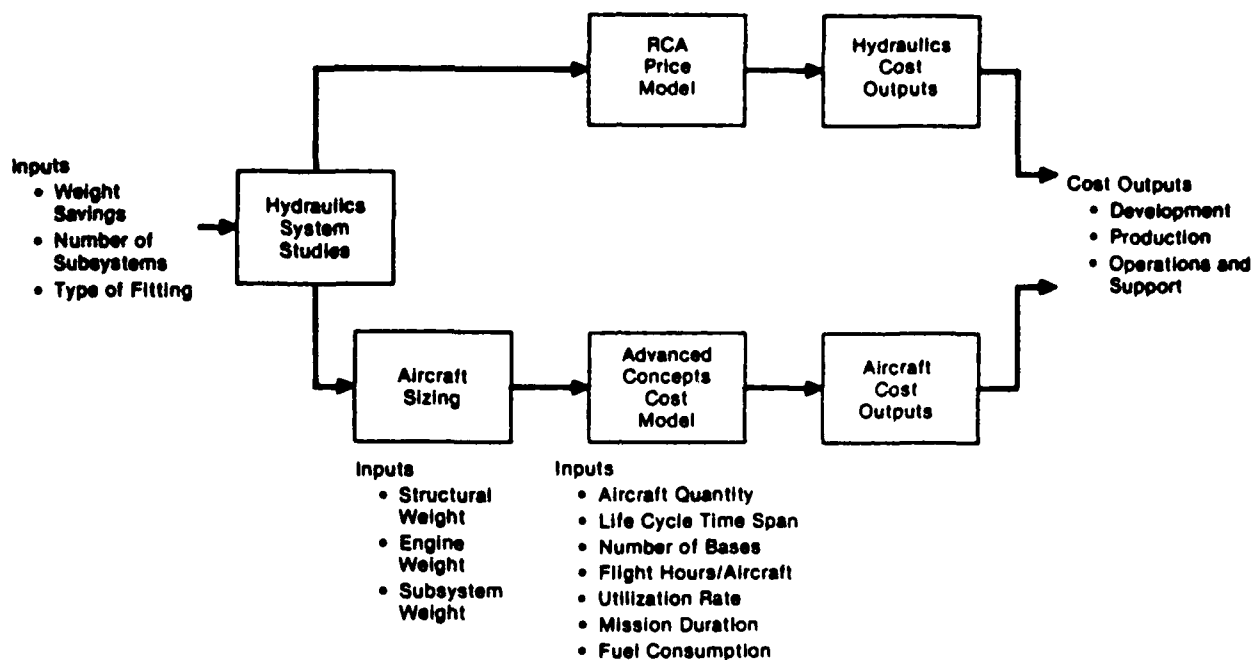 RCA
Price
Model
Hydraulics
Cost
Outputs
Inputs
• Weight
Savings
• Number of
Subsystems
• Type of Fitting
Hydraulics
System
Studies
Cost Outputs
• Development
• Production
• Operations and
Support
Aircraft
Sizing
Advanced
Concepts
Cost
Model
Aircraft
Cost
Outputs
Inputs
• Structural
Weight
• Engine
Weight
• Subsystem
Weight
Inputs
• Aircraft Quantity
• Life Cycle Time Span
• Number of Bases
• Flight Hours/Aircraft
• Utilization Rate
• Mission Duration
• Fuel Consumption